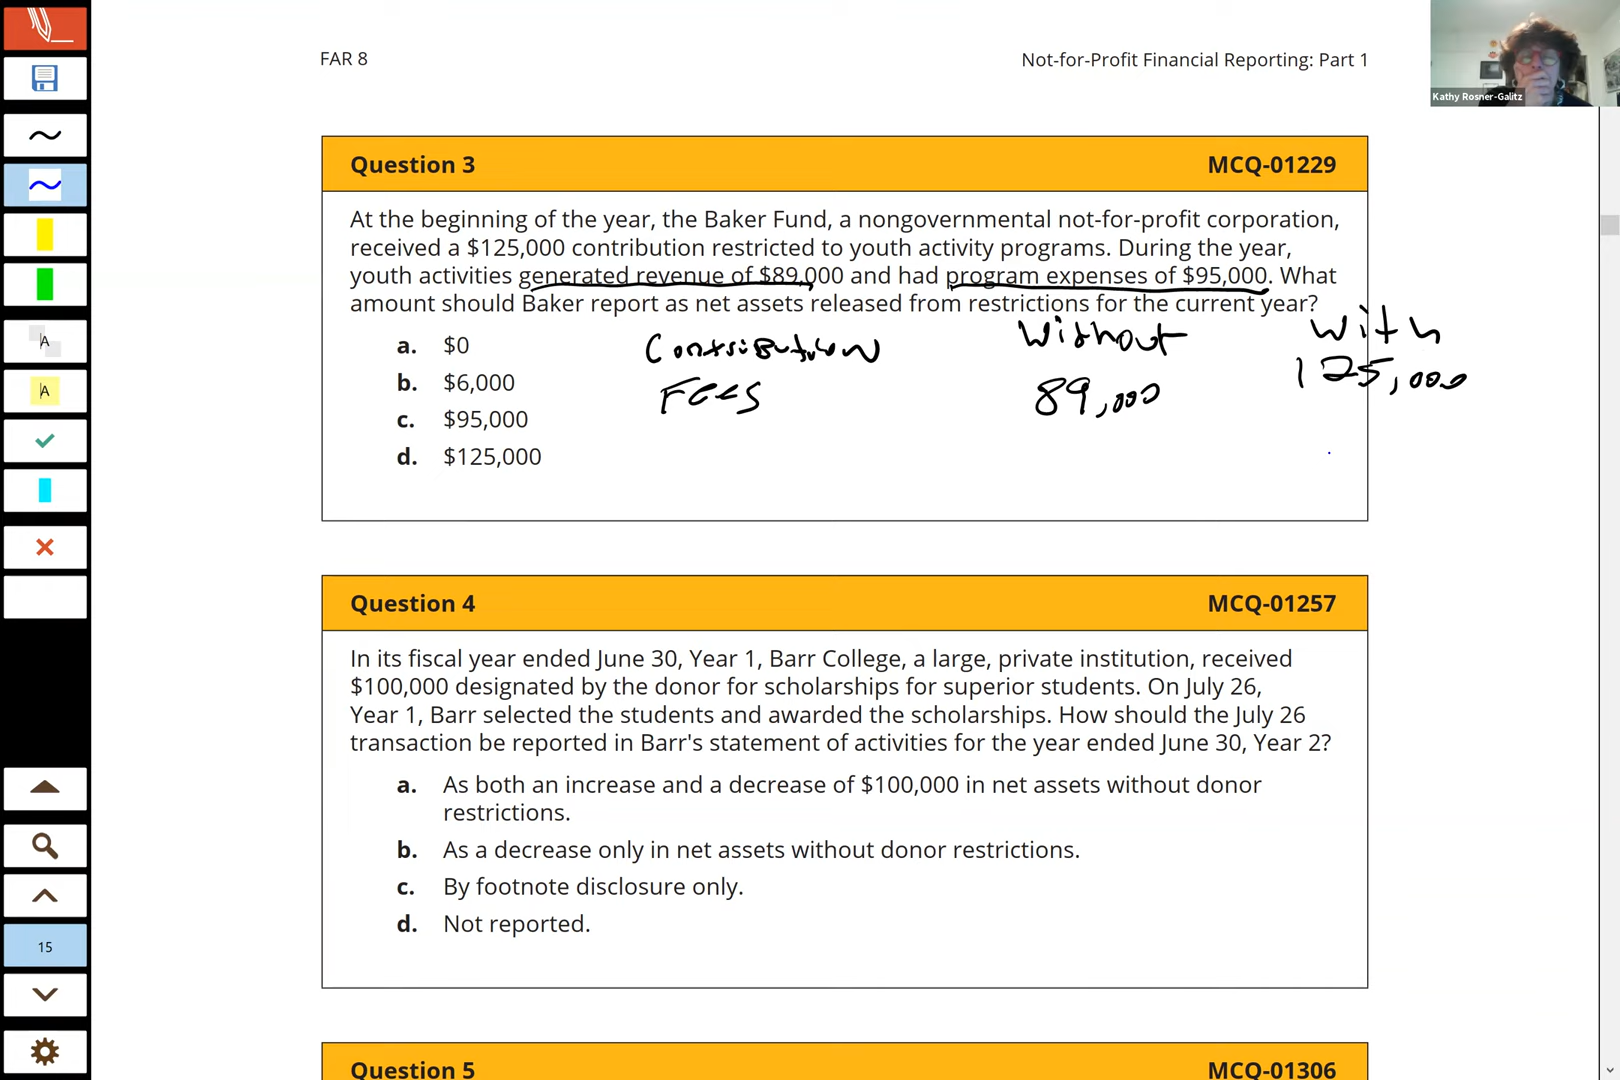 FAR 8
Not-for-Profit Financial Reporting: Part 1
Kathy Rosner-Galitz
Question 3
MCQ-01229
At the beginning of the year, the Baker Fund, a nongovernmental not-for-profit corporation,
received a $125,000 contribution restricted to youth activity programs. During the year,
youth activities generated revenue of $89,000 and had program expenses of $95,000. What
amount should Baker report as net assets released from restrictions for the current year?
a. $0
b. $6,000
c. $95,000
d. $125,000
Contribution
Fees
Without
89,000
With
125,000
Question 4
MCQ-01257
In its fiscal year ended June 30, Year 1, Barr College, a large, private institution, received
$100,000 designated by the donor for scholarships for superior students. On July 26,
Year 1, Barr selected the students and awarded the scholarships. How should the July 26
transaction be reported in Barr's statement of activities for the year ended June 30, Year 2?
a. As both an increase and a decrease of $100,000 in net assets without donor
restrictions.
b. As a decrease only in net assets without donor restrictions.
c. By footnote disclosure only.
d. Not reported.
Question 5
MCQ-01306
A
A
15